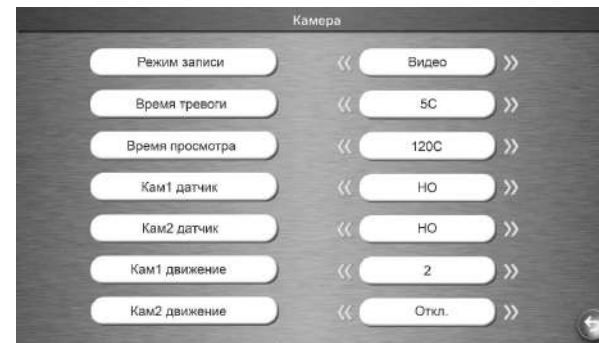 Камера
Режим записи « Видео »
Время тревоги « 5С »
Время просмотра « 120С »
Кам1 датчик « НО »
Кам2 датчик « НО »
Кам1 движение « 2 »
Кам2 движение « Откл. »